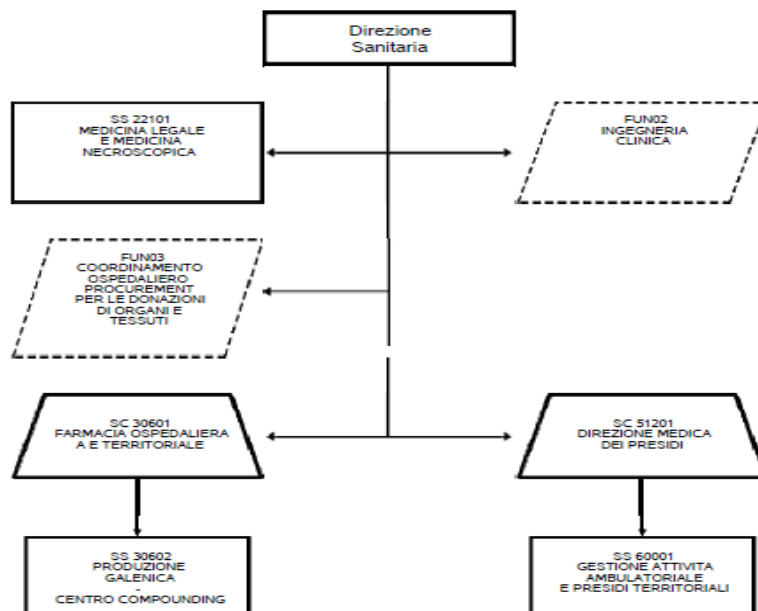 Direzione
Sanitaria
SS 22101
MEDICINA LEGALE
E MEDICINA
NECROSCOPICA
FUN02
INGEGNERIA
CLINICA
FUN03
COORDINAMENTO
OSPEDALIERO
PROCUREMENT
PER LE DONAZIONI
DI ORGANI E
TESSUTI
SC 30601
FARMACIA OSPEDALIERA
A E TERRITORIALE
SC 51201
DIREZIONE MEDICA
DEI PRESIDI
SS 30602
PRODUZIONE
GALENICA
-
CENTRO COMPOUNDING
SS 60001
GESTIONE ATTIVITA
AMBULATORIALE
E PRESIDI TERRITORIALI